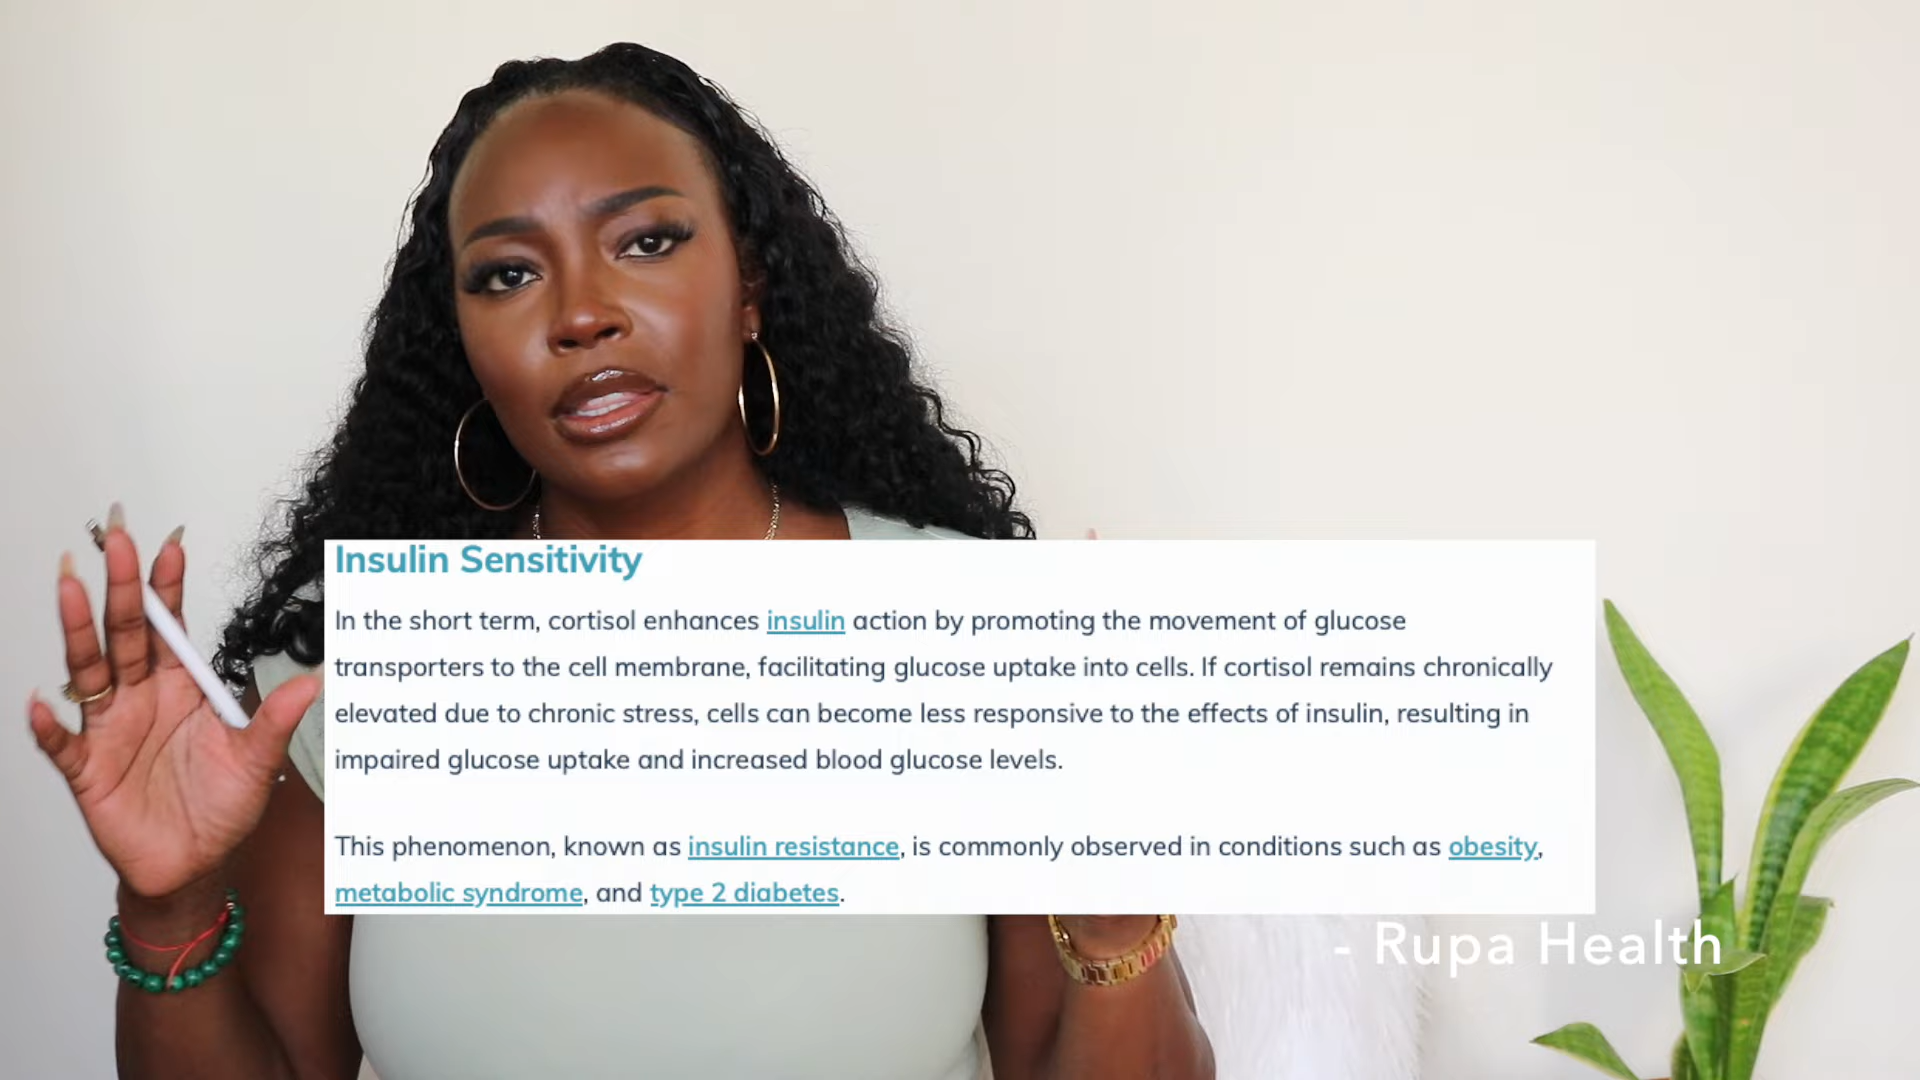 Insulin Sensitivity
In the short term, cortisol enhances insulin action by promoting the movement of glucose
transporters to the cell membrane, facilitating glucose uptake into cells. If cortisol remains chronically
elevated due to chronic stress, cells can become less responsive to the effects of insulin, resulting in
impaired glucose uptake and increased blood glucose levels.
This phenomenon, known as insulin resistance, is commonly observed in conditions such as obesity,
metabolic syndrome, and type 2 diabetes.
- Rupa Health